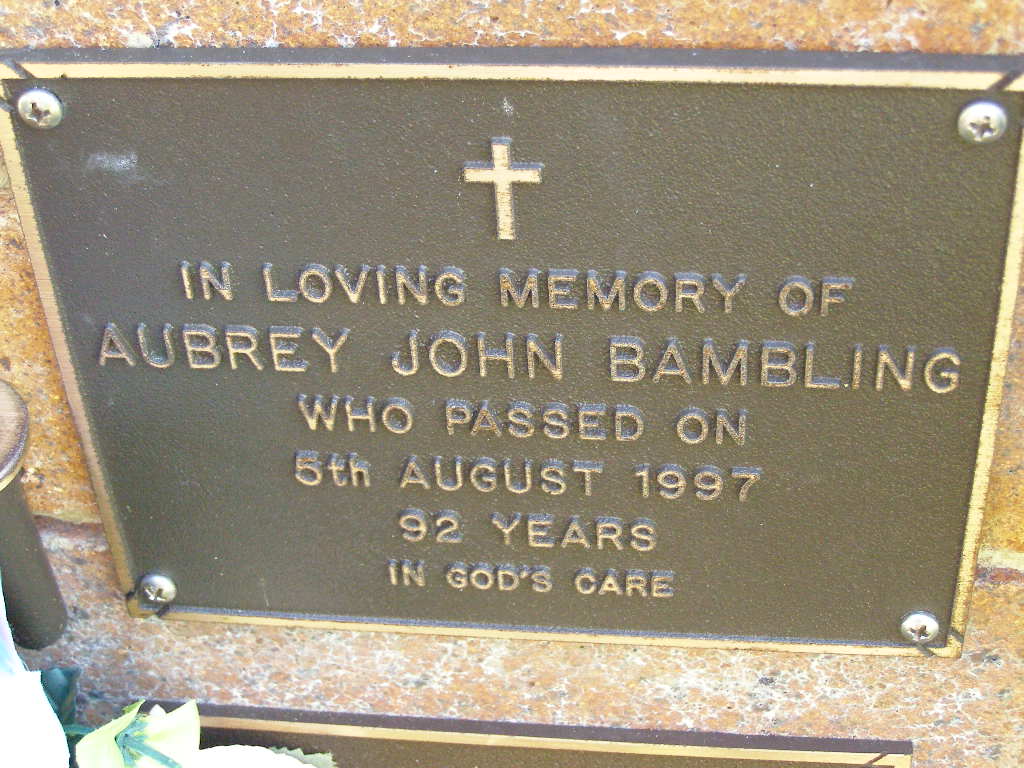 IN LOVING MEMORY OF
AUBREY JOHN BAMBLING
WHO PASSED ON
5th AUGUST 1997
92 YEARS
IN GOD'S CARE